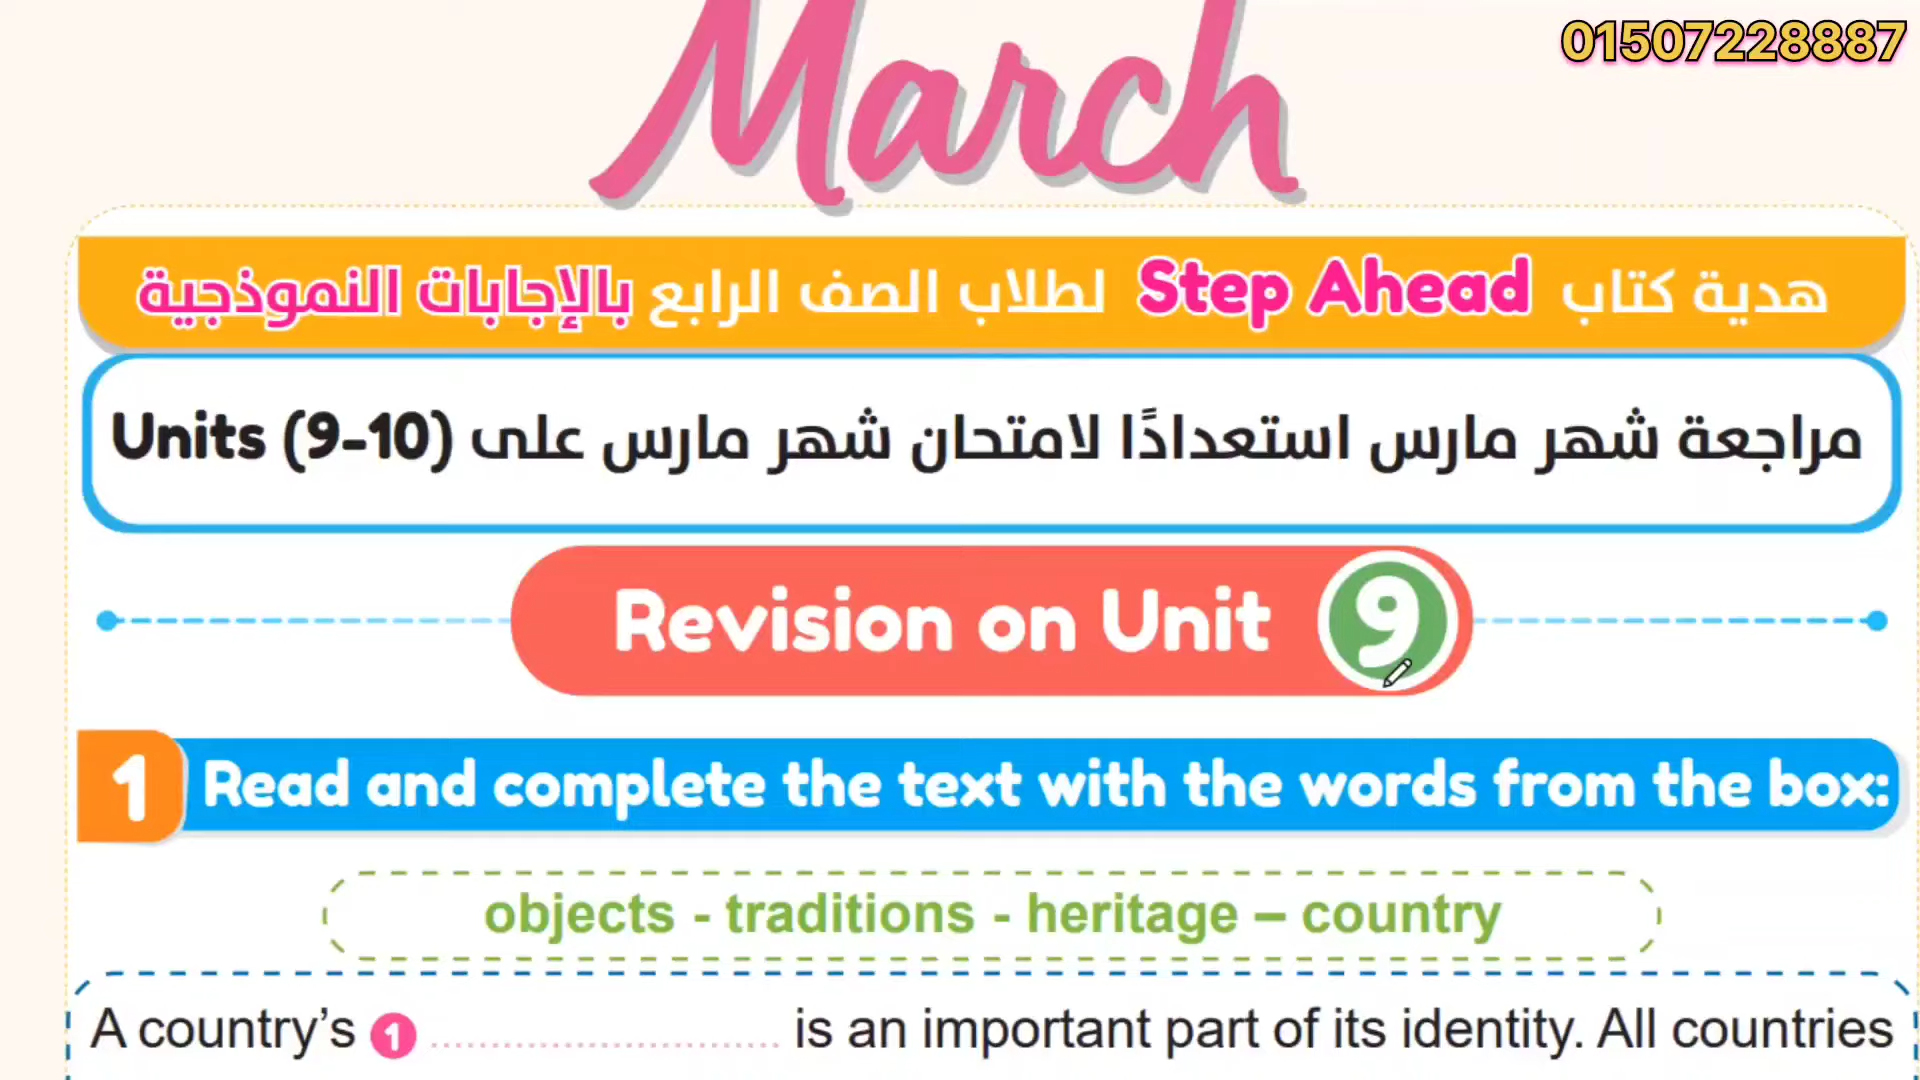 01507228887
March
هدية كتاب Step Ahead لطلاب الصف الرابع بالإجابات النموذجية
مراجعة شهر مارس استعدادًا لامتحان شهر مارس على Units (9-10)
Revision on Unit 9
1 Read and complete the text with the words from the box:
objects - traditions - heritage – country
A country’s 1 .............................. is an important part of its identity. All countries